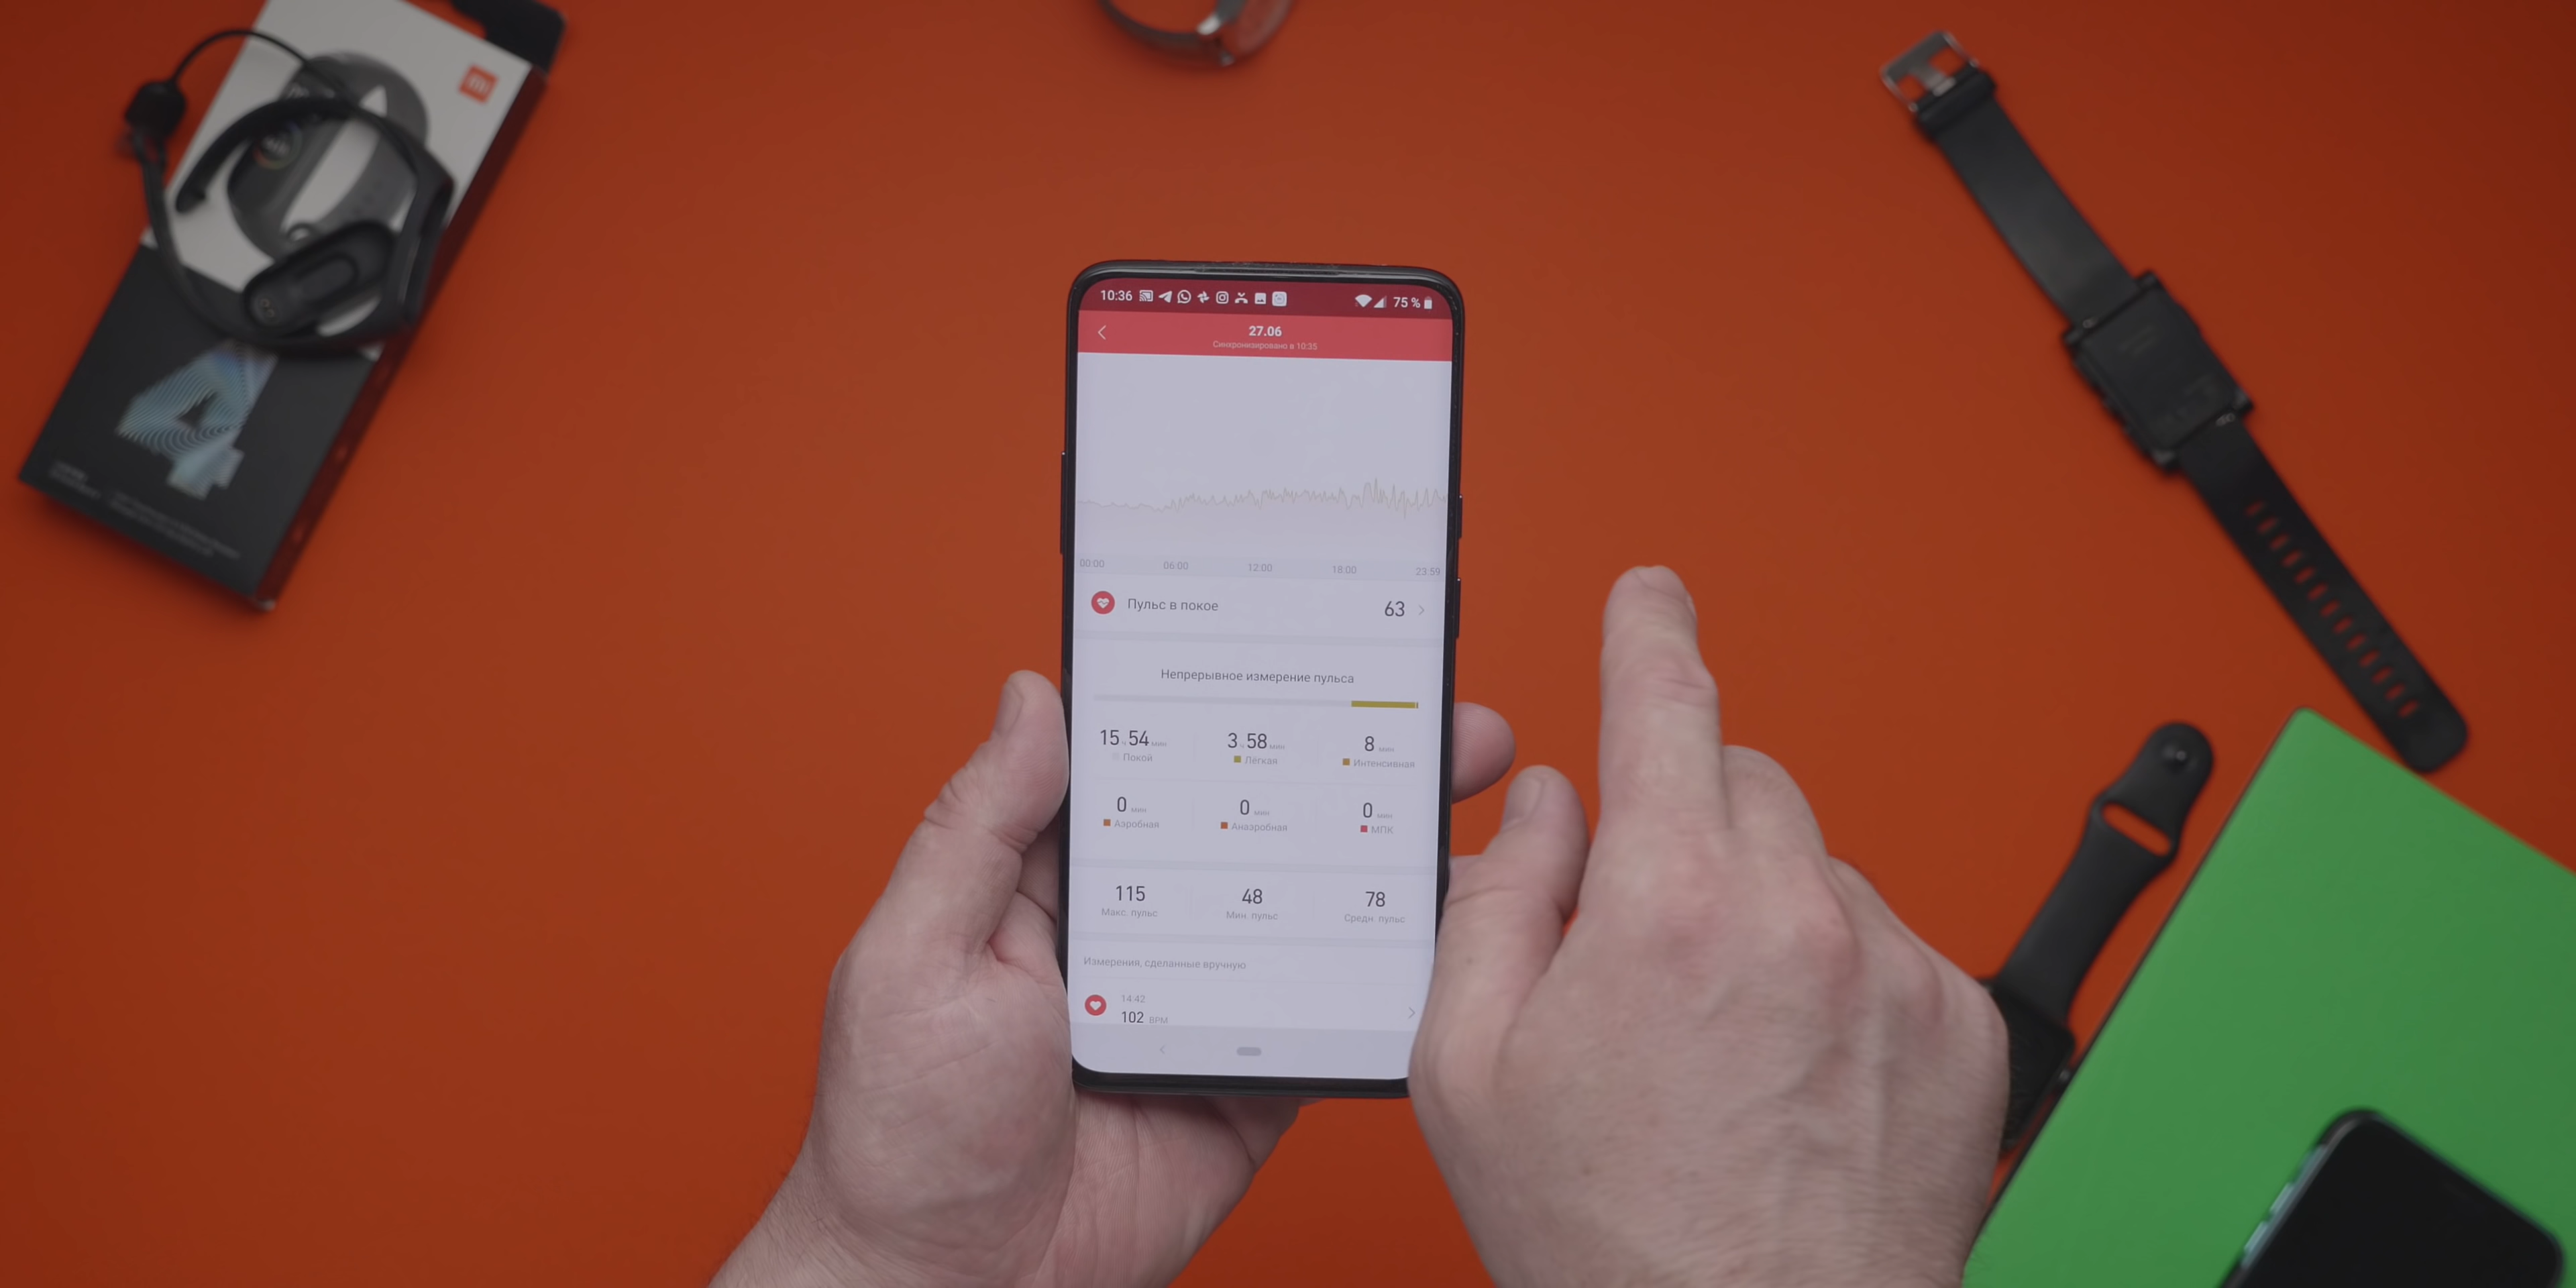 mi
4
10:36 75 %
27.06
Синхронизировано в 10:35
00:00 06:00 12:00 18:00 23:59
Пульс в покое 63
Непрерывное измерение пульса
15 ч 54 мин 3 ч 58 мин 8 мин
Покой Лёгкая Интенсивная
0 мин 0 мин 0 мин
Аэробная Анаэробная МПК
115 48 78
Макс. пульс Мин. пульс Средн. пульс
Измерения, сделанные вручную
14:42
102 BPM